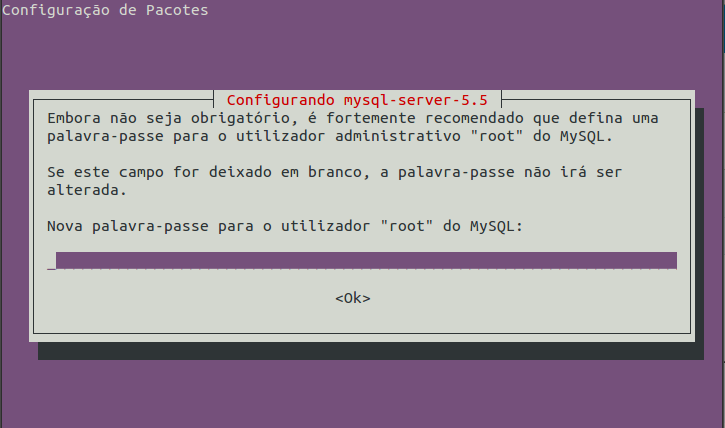 Configuração de Pacotes
Configurando mysql-server-5.5
Embora não seja obrigatório, é fortemente recomendado que defina uma
palavra-passe para o utilizador administrativo "root" do MySQL.
Se este campo for deixado em branco, a palavra-passe não irá ser
alterada.
Nova palavra-passe para o utilizador "root" do MySQL:
<Ok>